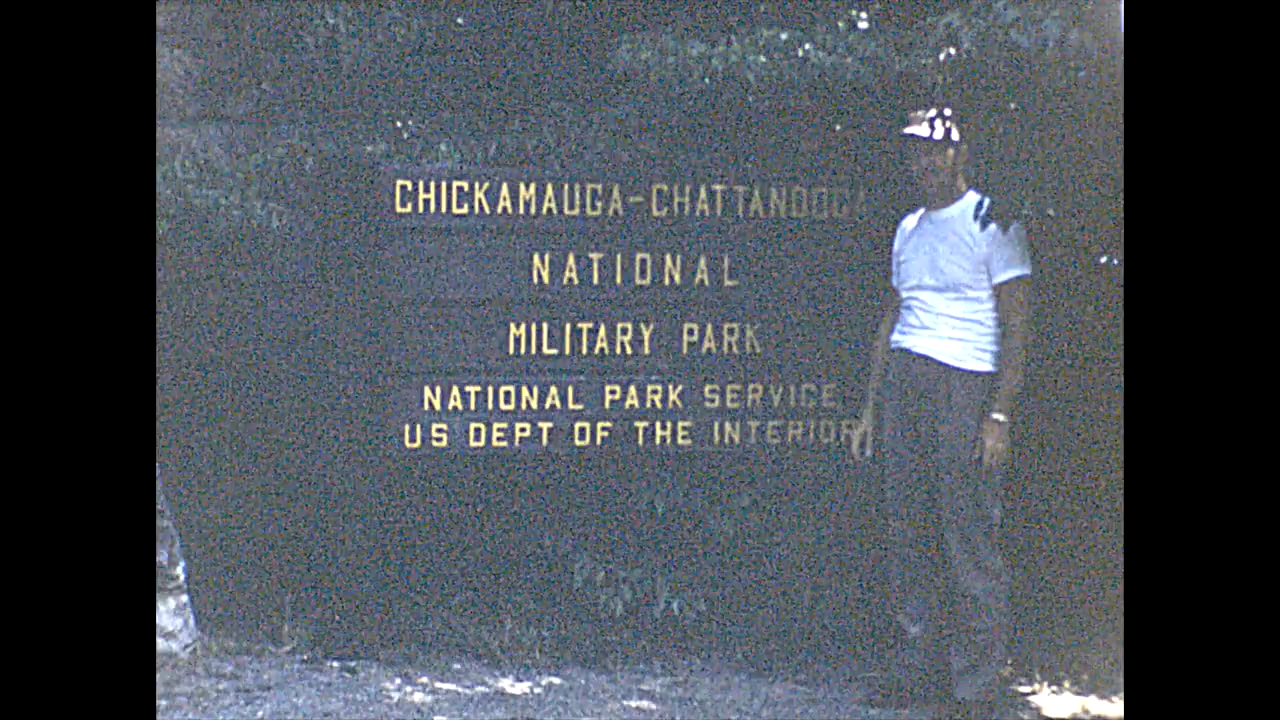 CHICKAMAUGA-CHATTANOOGA
NATIONAL
MILITARY PARK
NATIONAL PARK SERVICE
US DEPT OF THE INTERIOR